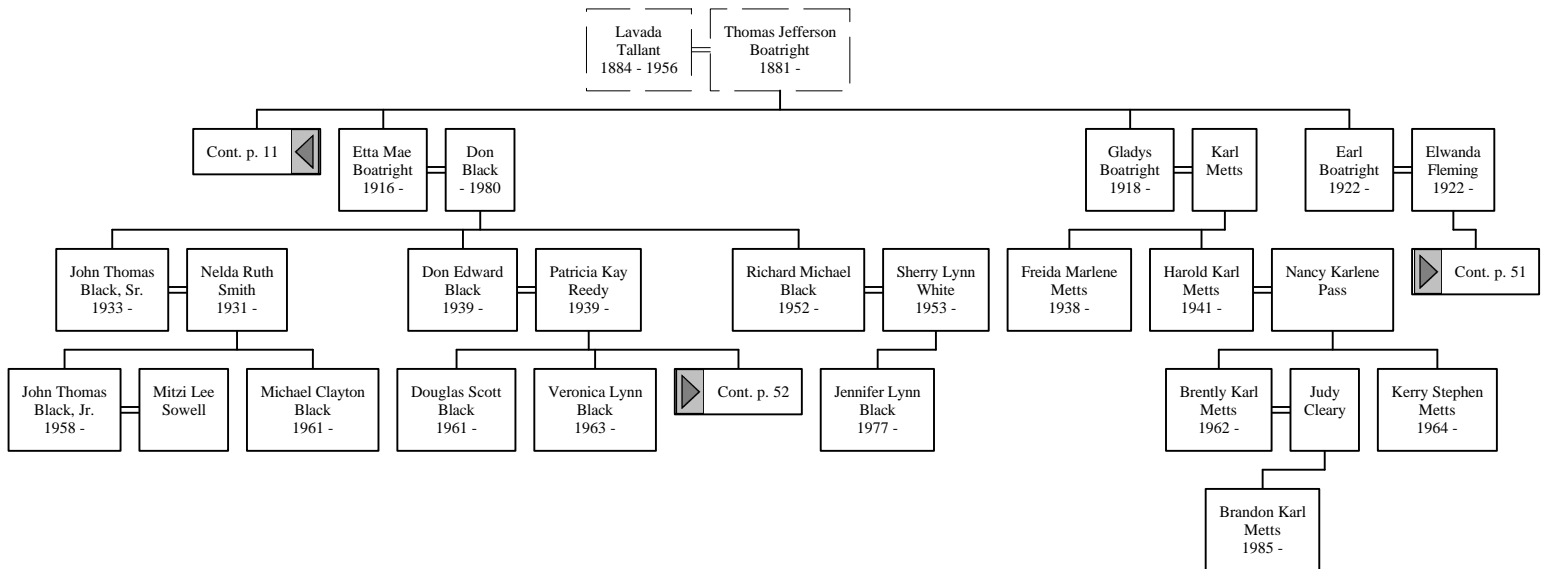 Lavada
Tallant
1884 - 1956
Thomas Jefferson
Boatright
1881 -
Cont. p. 11
Etta Mae
Boatright
1916 -
Don
Black
- 1980
Gladys
Boatright
1918 -
Karl
Metts
Earl
Boatright
1922 -
Elwanda
Fleming
1922 -
John Thomas
Black, Sr.
1933 -
Nelda Ruth
Smith
1931 -
Don Edward
Black
1939 -
Patricia Kay
Reedy
1939 -
Richard Michael
Black
1952 -
Sherry Lynn
White
1953 -
Freida Marlene
Metts
1938 -
Harold Karl
Metts
1941 -
Nancy Karlene
Pass
Cont. p. 51
John Thomas
Black, Jr.
1958 -
Mitzi Lee
Sowell
Michael Clayton
Black
1961 -
Douglas Scott
Black
1961 -
Veronica Lynn
Black
1963 -
Cont. p. 52
Jennifer Lynn
Black
1977 -
Brently Karl
Metts
1962 -
Judy
Cleary
Kerry Stephen
Metts
1964 -
Brandon Karl
Metts
1985 -